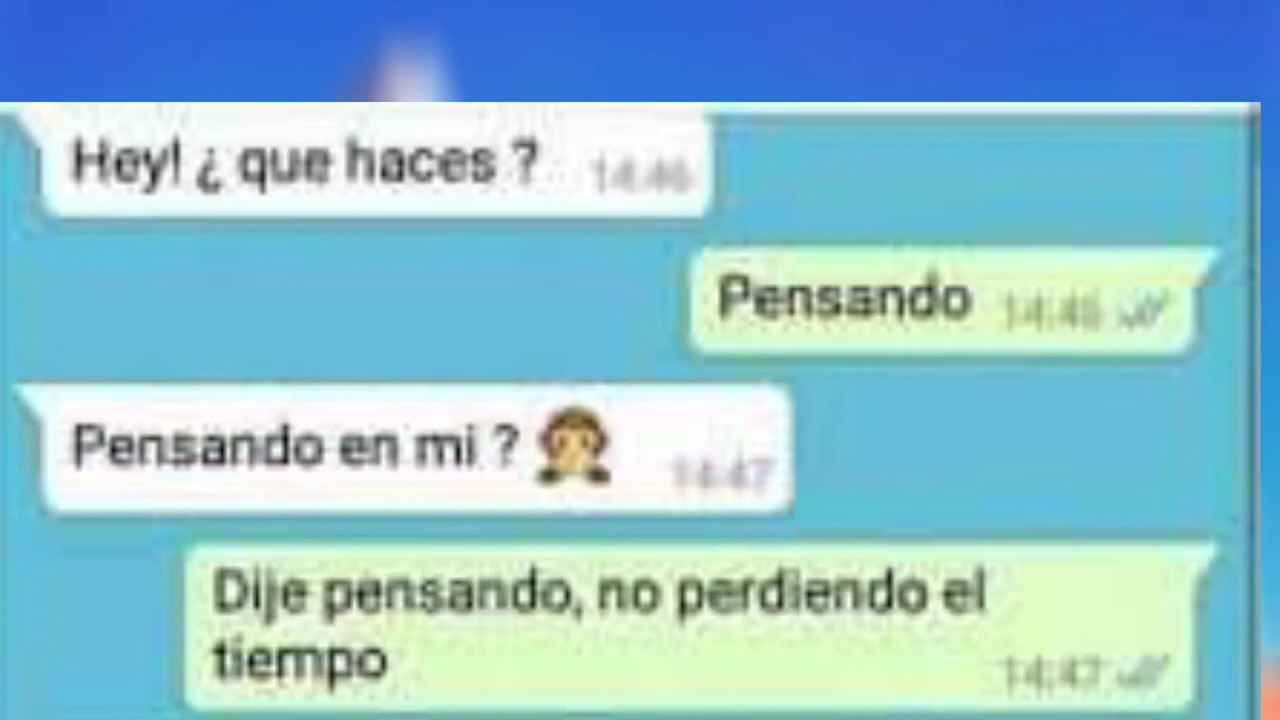 Hey! ¿ que haces ? 14:46
Pensando 14:46
Pensando en mi ? 14:47
Dije pensando, no perdiendo el
tiempo 14:47